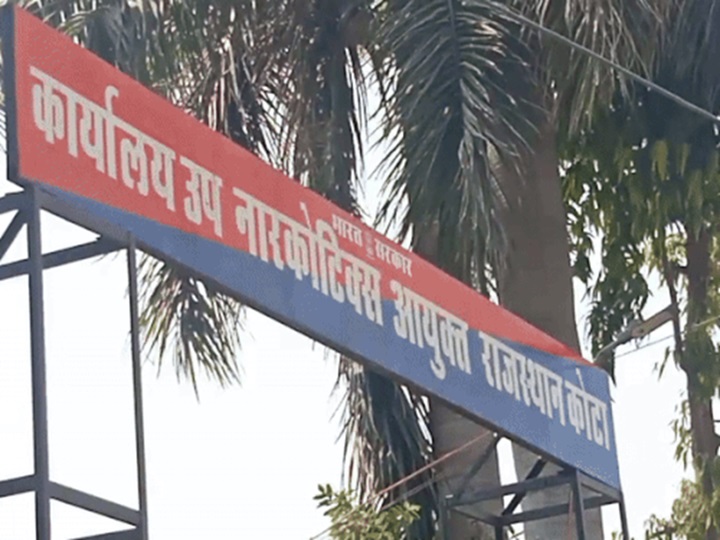 भारत सरकार
कार्यालय उप नारकोटिक्स आयुक्त राजस्थान कोटा